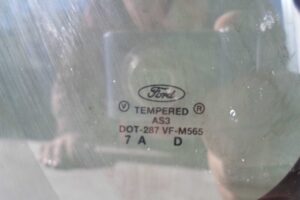 Ford
V TEMPERED R
AS3
DOT-287 VF-M565
7 A D